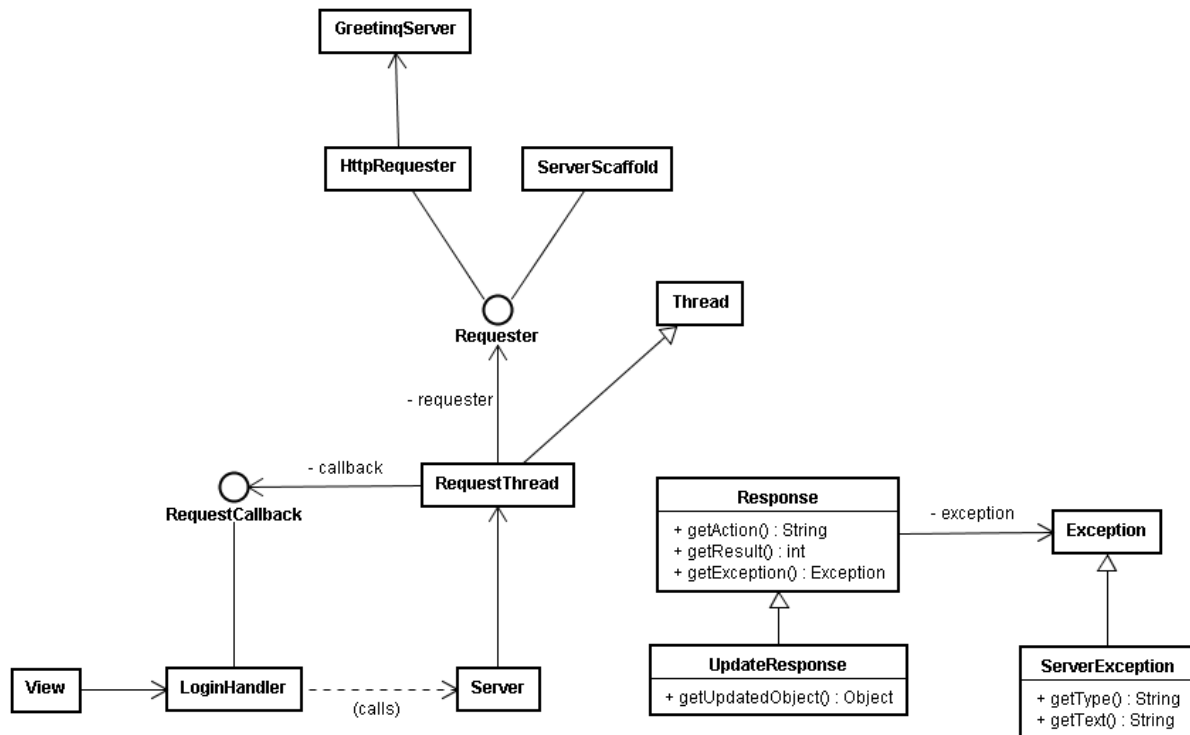 GreetingServer
HttpRequester
ServerScaffold
Thread
Requester
- requester
- callback
RequestThread
RequestCallback
Response
+ getAction() : String
+ getResult() : int
+ getException() : Exception
- exception
Exception
View
LoginHandler
(calls)
Server
UpdateResponse
+ getUpdatedObject() : Object
ServerException
+ getType() : String
+ getText() : String